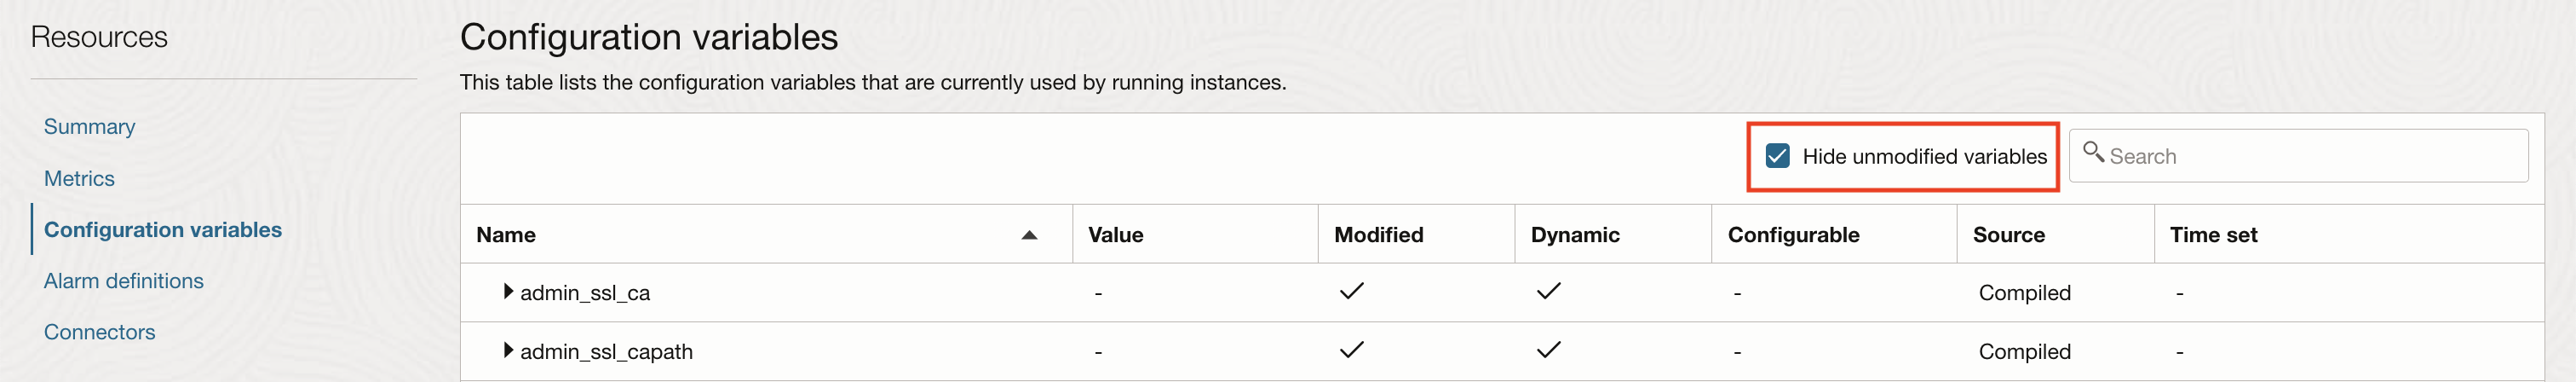 Resources
Summary
Metrics
Configuration variables
Alarm definitions
Connectors
Configuration variables
This table lists the configuration variables that are currently used by running instances.
Hide unmodified variables Search
Name Value Modified Dynamic Configurable Source Time set
admin_ssl_ca - - Compiled -
admin_ssl_capath - - Compiled -